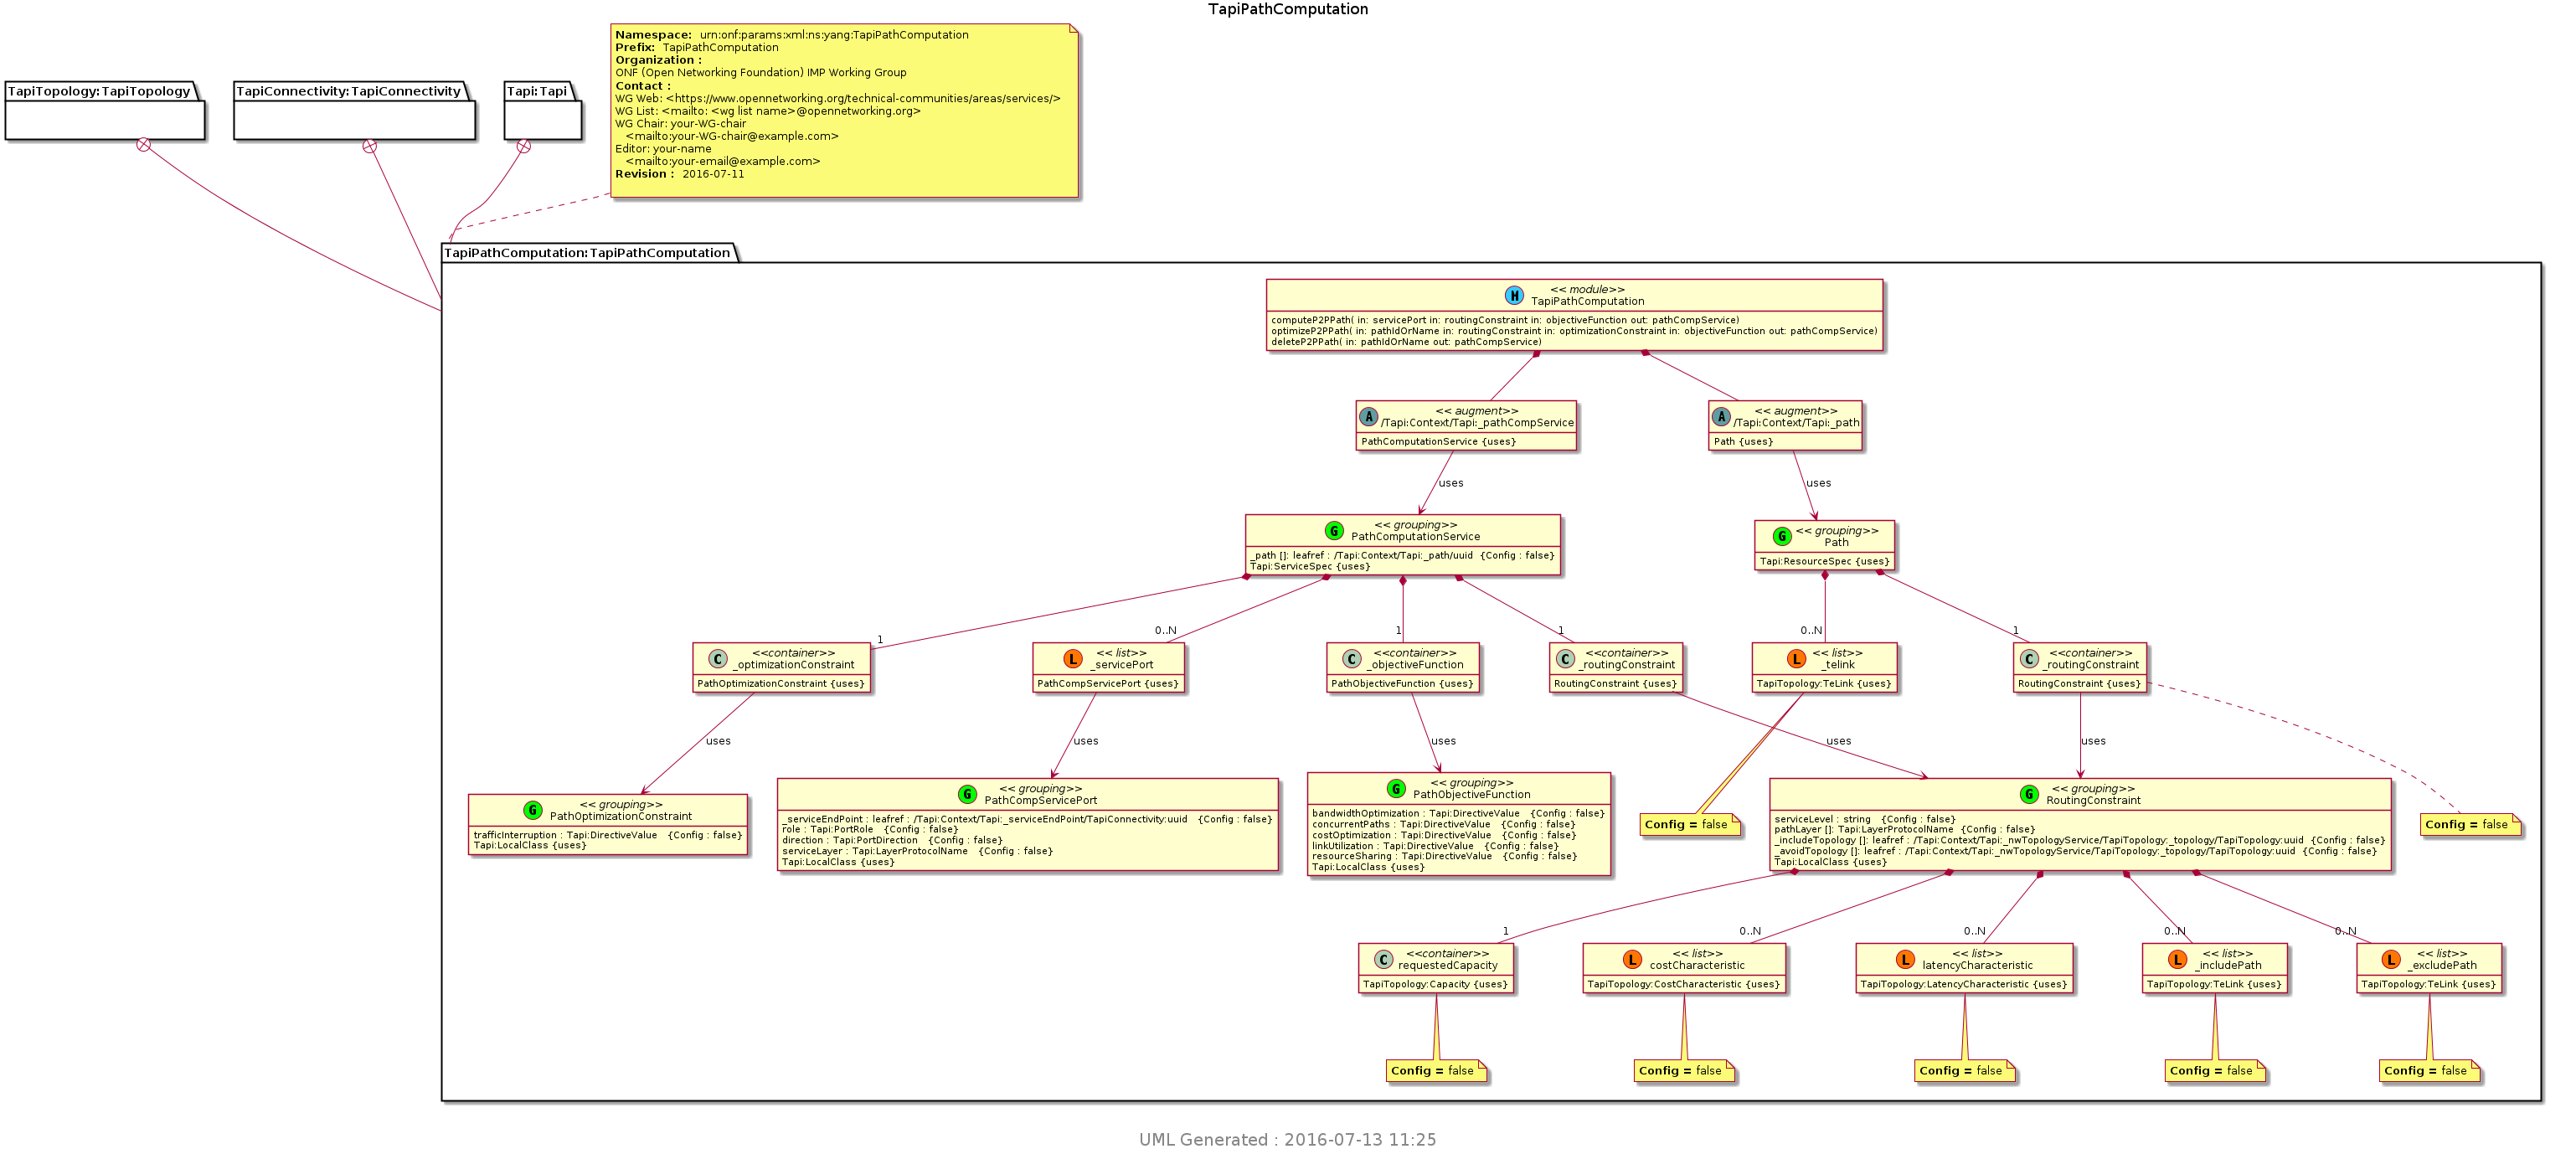 TapiPathComputation
Namespace: urn:onf:params:xml:ns:yang:TapiPathComputation
Prefix: TapiPathComputation
Organization :
ONF (Open Networking Foundation) IMP Working Group
Contact :
WG Web: <https://www.opennetworking.org/technical-communities/areas/services/>
WG List: <mailto: <wg list name>@opennetworking.org>
WG Chair: your-WG-chair
<mailto:your-WG-chair@example.com>
Editor: your-name
<mailto:your-email@example.com>
Revision : 2016-07-11
TapiTopology:TapiTopology
TapiConnectivity:TapiConnectivity
Tapi:Tapi
TapiPathComputation:TapiPathComputation
M
<< module>>
TapiPathComputation
computeP2PPath( in: servicePort in: routingConstraint in: objectiveFunction out: pathCompService)
optimizeP2PPath( in: pathIdOrName in: routingConstraint in: optimizationConstraint in: objectiveFunction out: pathCompService)
deleteP2PPath( in: pathIdOrName out: pathCompService)
A
<< augment>>
/Tapi:Context/Tapi:_pathCompService
PathComputationService {uses}
A
<< augment>>
/Tapi:Context/Tapi:_path
Path {uses}
uses
uses
G
<< grouping>>
PathComputationService
_path []: leafref : /Tapi:Context/Tapi:_path/uuid {Config : false}
Tapi:ServiceSpec {uses}
G
<< grouping>>
Path
Tapi:ResourceSpec {uses}
1
0..N
1
1
0..N
1
C
<<container>>
_optimizationConstraint
PathOptimizationConstraint {uses}
L
<< list>>
_servicePort
PathCompServicePort {uses}
C
<<container>>
_objectiveFunction
PathObjectiveFunction {uses}
C
<<container>>
_routingConstraint
RoutingConstraint {uses}
L
<< list>>
_telink
TapiTopology:TeLink {uses}
C
<<container>>
_routingConstraint
RoutingConstraint {uses}
uses
uses
uses
uses
uses
G
<< grouping>>
PathOptimizationConstraint
trafficInterruption : Tapi:DirectiveValue {Config : false}
Tapi:LocalClass {uses}
G
<< grouping>>
PathCompServicePort
_serviceEndPoint : leafref : /Tapi:Context/Tapi:_serviceEndPoint/TapiConnectivity:uuid {Config : false}
role : Tapi:PortRole {Config : false}
direction : Tapi:PortDirection {Config : false}
serviceLayer : Tapi:LayerProtocolName {Config : false}
Tapi:LocalClass {uses}
G
<< grouping>>
PathObjectiveFunction
bandwidthOptimization : Tapi:DirectiveValue {Config : false}
concurrentPaths : Tapi:DirectiveValue {Config : false}
costOptimization : Tapi:DirectiveValue {Config : false}
linkUtilization : Tapi:DirectiveValue {Config : false}
resourceSharing : Tapi:DirectiveValue {Config : false}
Tapi:LocalClass {uses}
Config = false
G
<< grouping>>
RoutingConstraint
serviceLevel : string {Config : false}
pathLayer []: Tapi:LayerProtocolName {Config : false}
_includeTopology []: leafref : /Tapi:Context/Tapi:_nwTopologyService/TapiTopology:_topology/TapiTopology:uuid {Config : false}
_avoidTopology []: leafref : /Tapi:Context/Tapi:_nwTopologyService/TapiTopology:_topology/TapiTopology:uuid {Config : false}
Tapi:LocalClass {uses}
Config = false
1
0..N
0..N
0..N
0..N
C
<<container>>
requestedCapacity
TapiTopology:Capacity {uses}
L
<< list>>
costCharacteristic
TapiTopology:CostCharacteristic {uses}
L
<< list>>
latencyCharacteristic
TapiTopology:LatencyCharacteristic {uses}
L
<< list>>
_includePath
TapiTopology:TeLink {uses}
L
<< list>>
_excludePath
TapiTopology:TeLink {uses}
Config = false
Config = false
Config = false
Config = false
Config = false
UML Generated : 2016-07-13 11:25